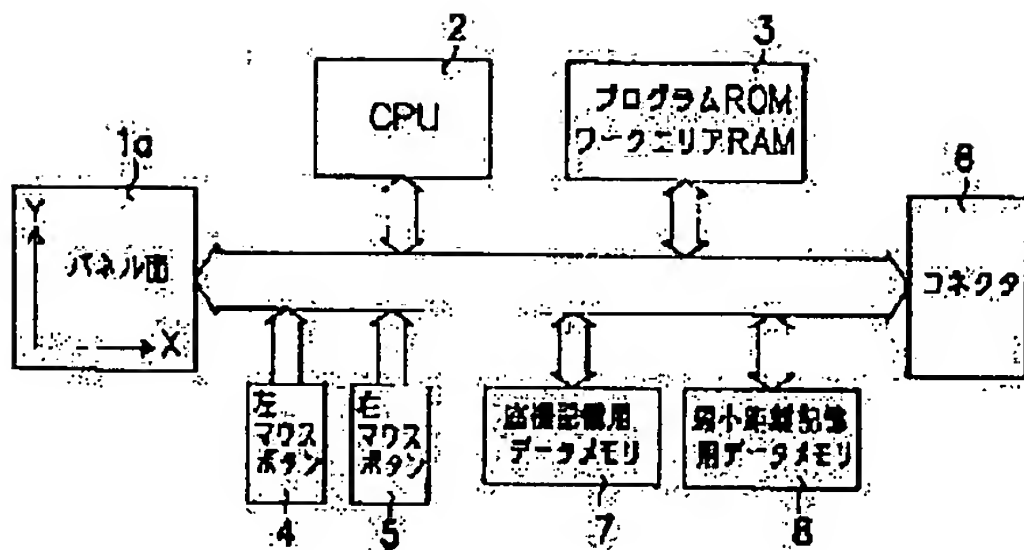 2
3
CPU
プログラムROM
ワークエリアRAM
1a
Y
パネル面
X
コネクタ
左
マウス
ボタン
右
マウス
ボタン
座標記憶用
データメモリ
最小距離記憶
用データメモリ
4
5
7